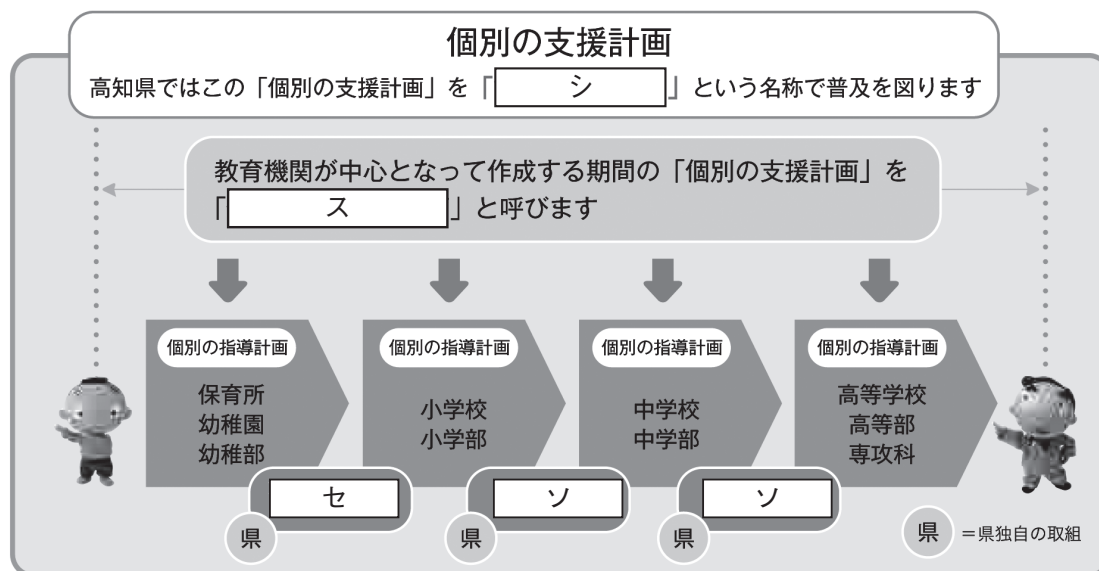 個別の支援計画
高知県ではこの「個別の支援計画」を「シ」という名称で普及を図ります
教育機関が中心となって作成する期間の「個別の支援計画」を
「ス」と呼びます
個別の指導計画
保育所
幼稚園
幼稚部
セ
県
個別の指導計画
小学校
小学部
ソ
県
個別の指導計画
中学校
中学部
ソ
県
個別の指導計画
高等学校
高等部
専攻科
県 =県独自の取組